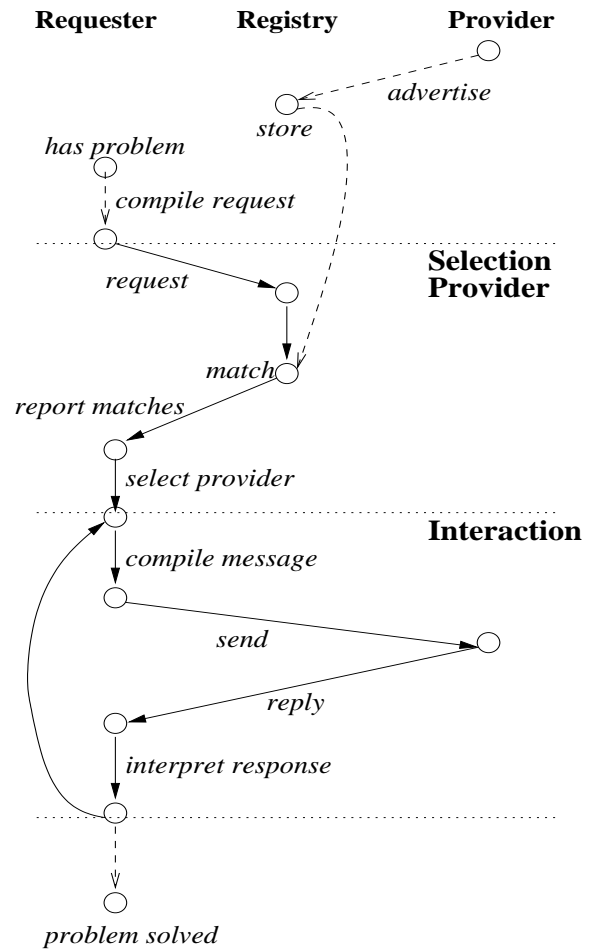 Requester
Registry
Provider
advertise
store
has problem
compile request
Selection
Provider
request
match
report matches
select provider
Interaction
compile message
send
reply
interpret response
problem solved